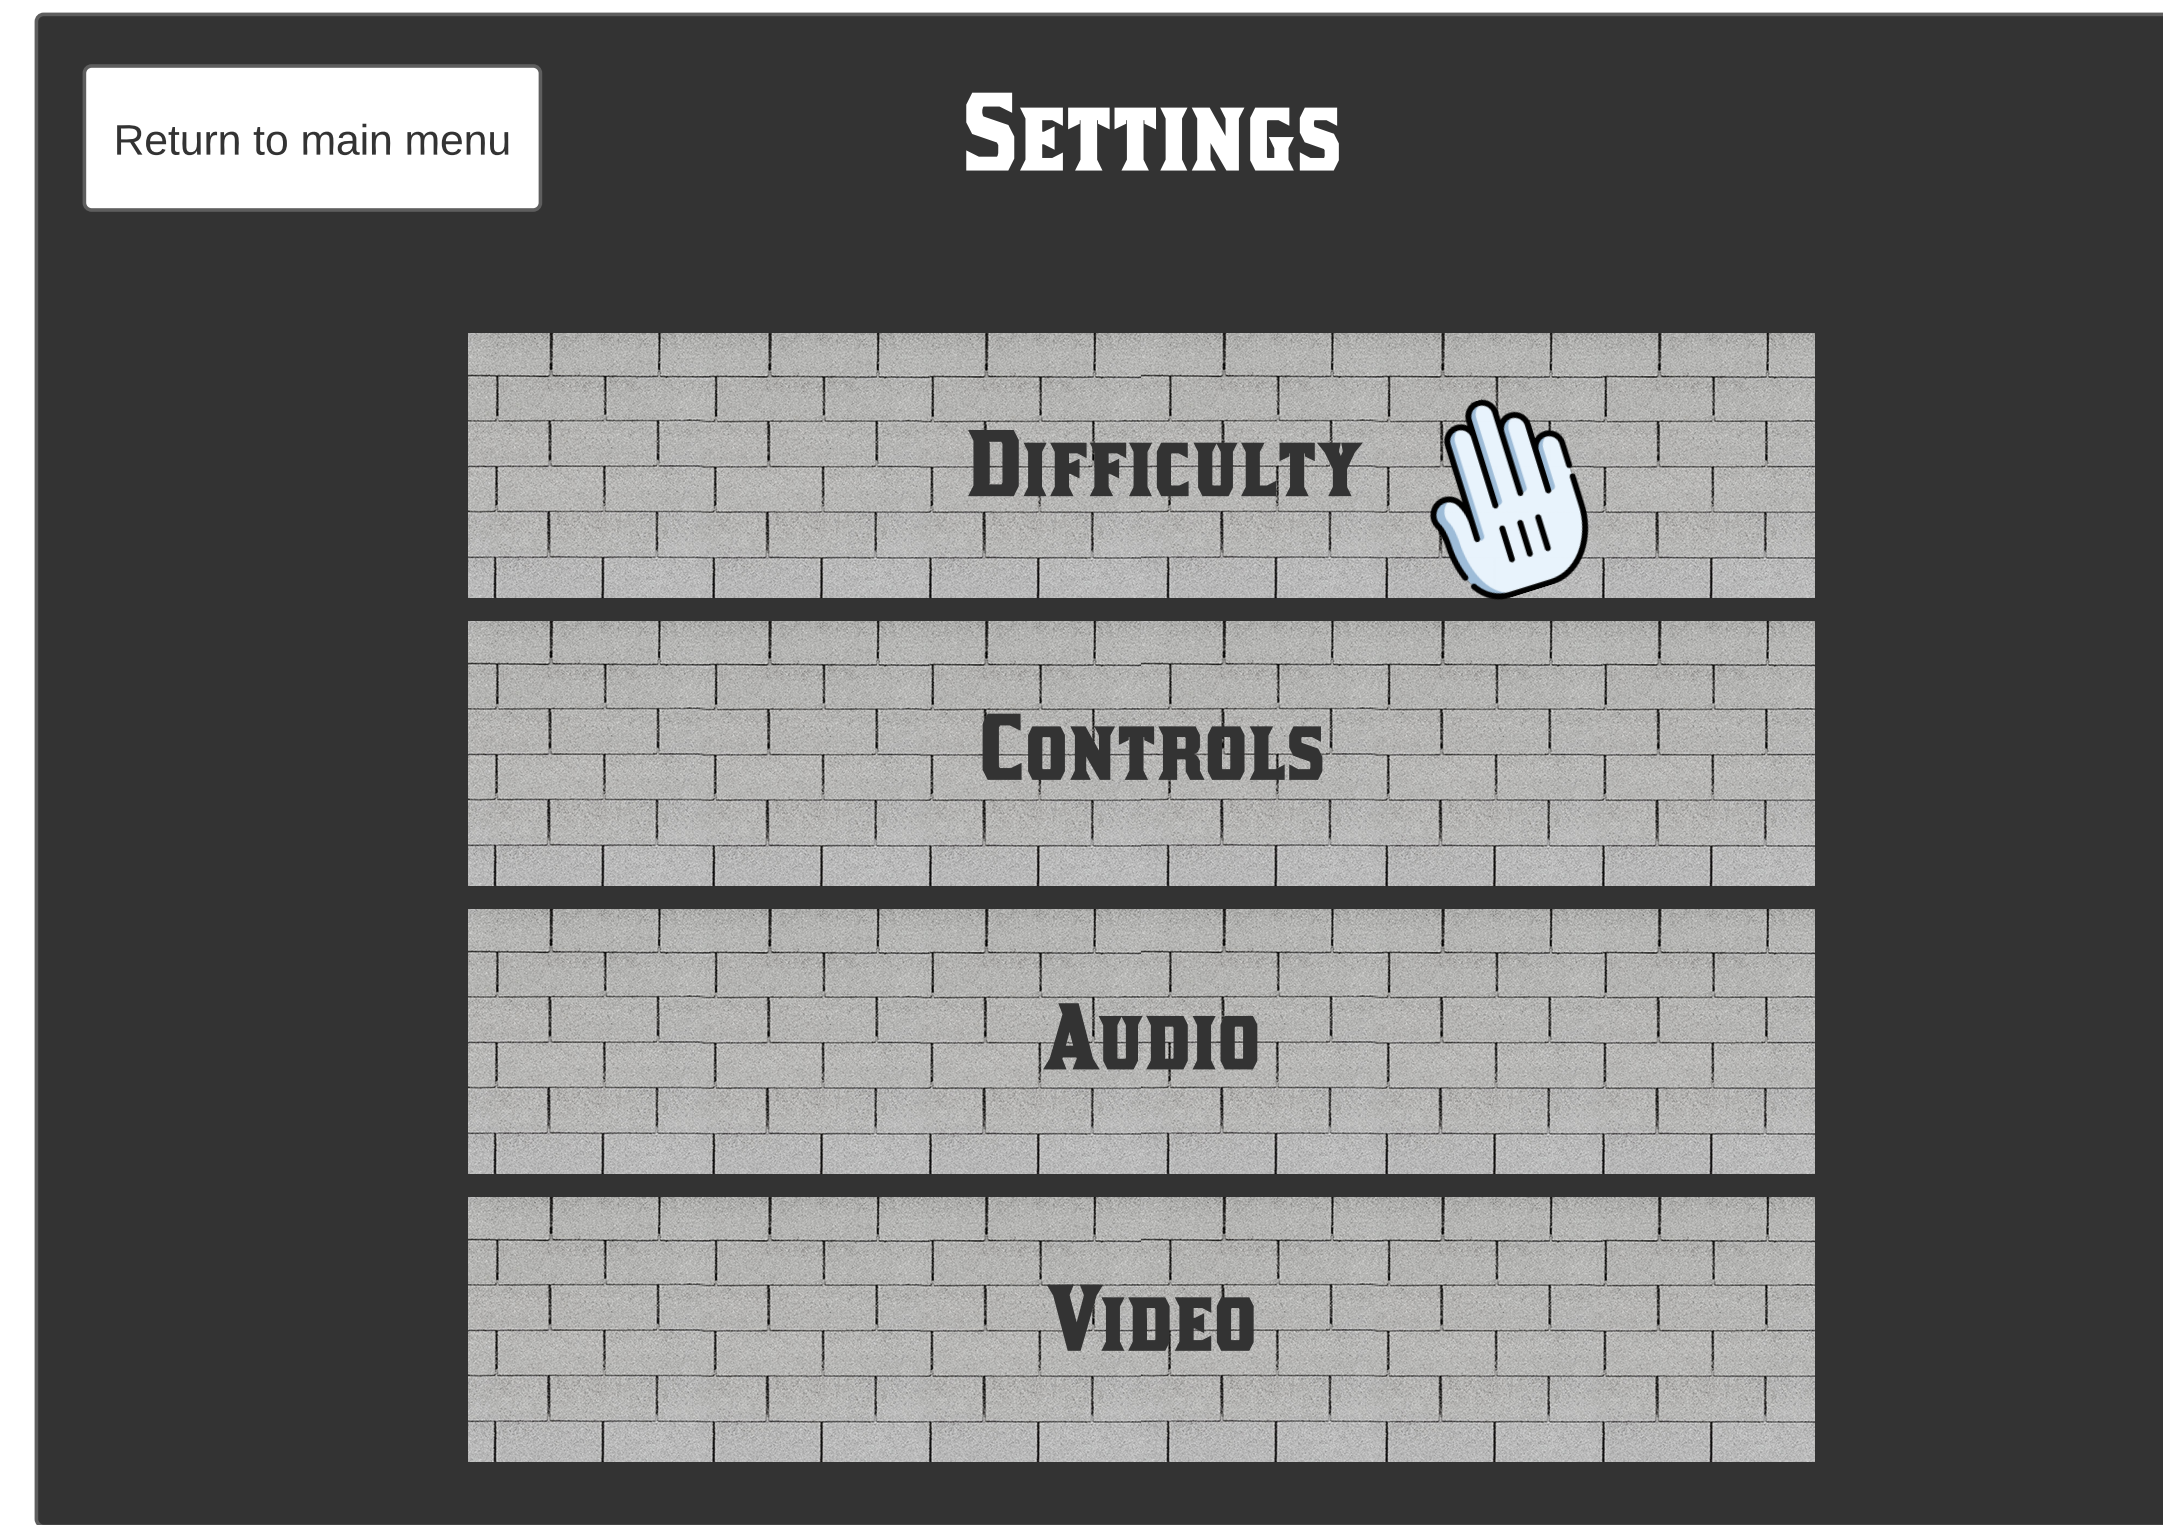 Return to main menu
Settings
Difficulty
Controls
Audio
Video